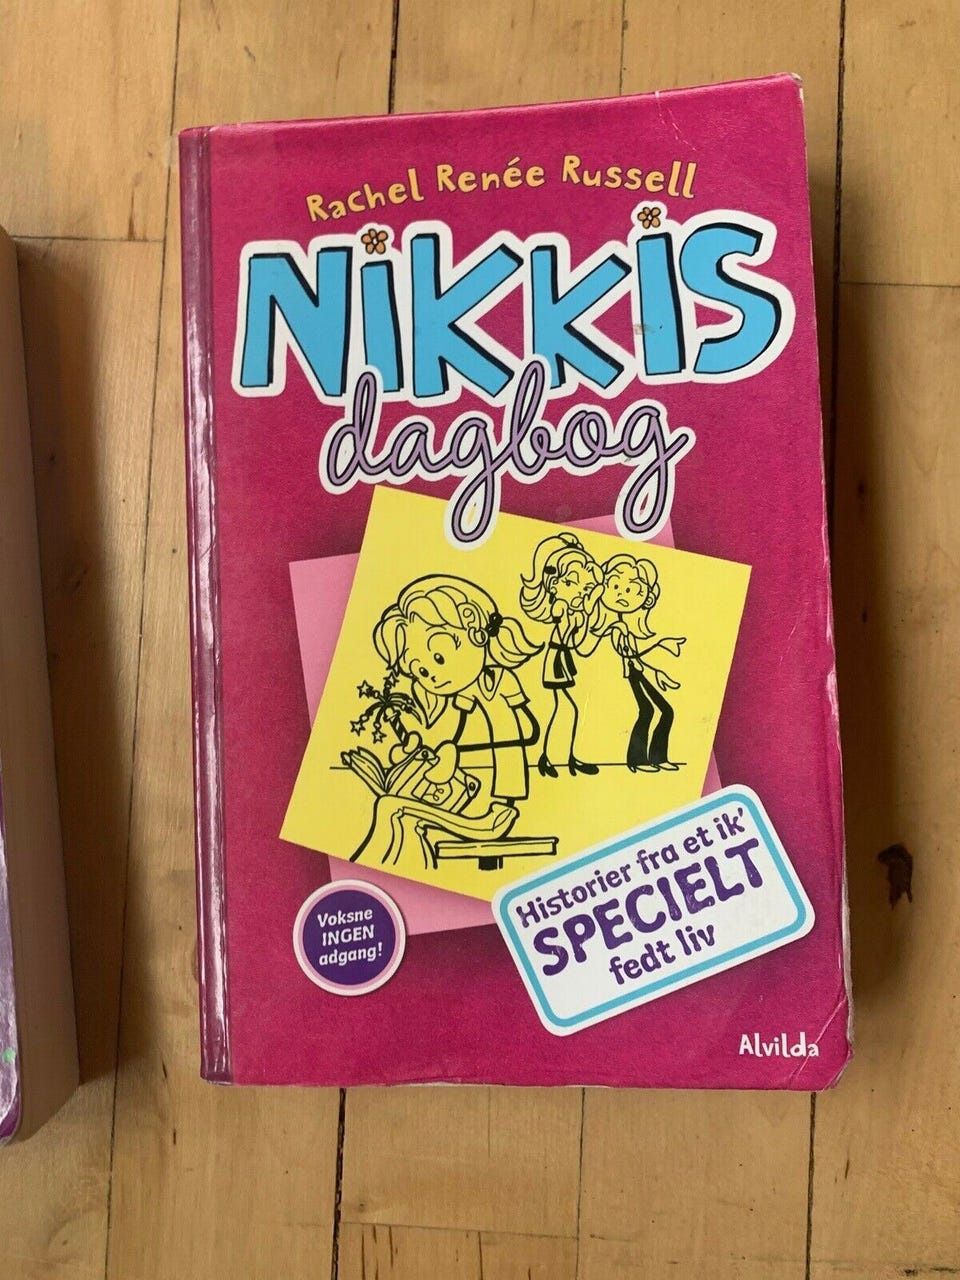 Rachel Renée Russell
NiKKiS
dagbog
Historier fra et ik'
SPECIELT
fedt liv
Voksne
INGEN
adgang!
Alvilda